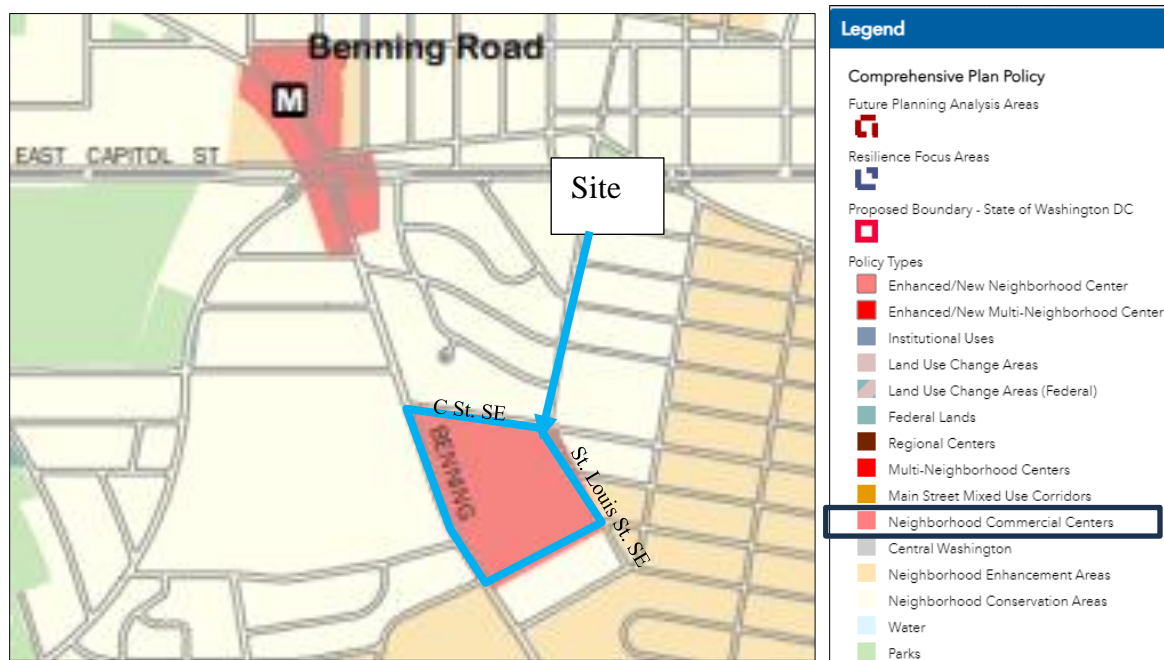 Benning Road
M
EAST CAPITOL ST
Site
C St. SE
BENNING
St. Louis St. SE
Legend
Comprehensive Plan Policy
Future Planning Analysis Areas
Resilience Focus Areas
Proposed Boundary - State of Washington DC
Policy Types
Enhanced/New Neighborhood Center
Enhanced/New Multi-Neighborhood Center
Institutional Uses
Land Use Change Areas
Land Use Change Areas (Federal)
Federal Lands
Regional Centers
Multi-Neighborhood Centers
Main Street Mixed Use Corridors
Neighborhood Commercial Centers
Central Washington
Neighborhood Enhancement Areas
Neighborhood Conservation Areas
Water
Parks